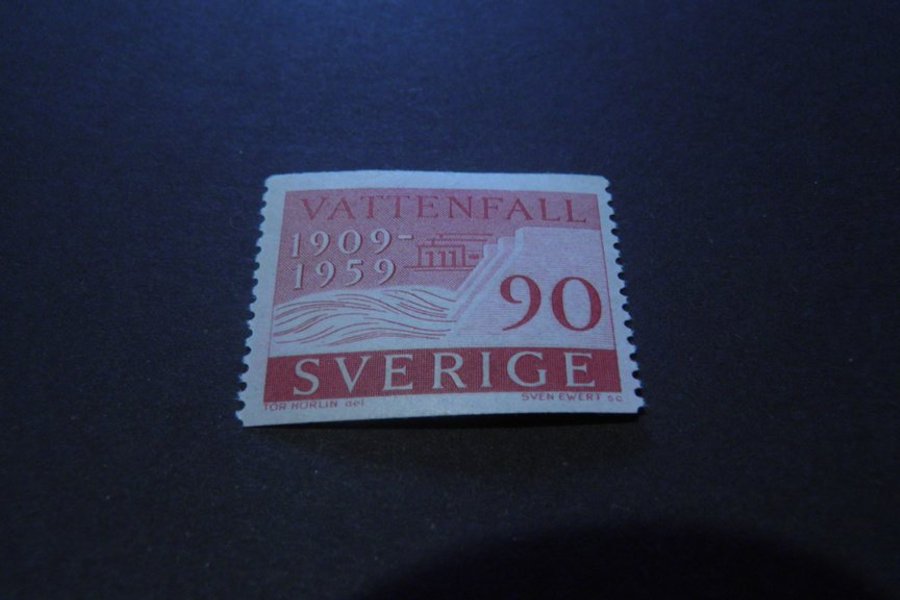 VATTENFALL
1909-
1959
90
SVERIGE
TOR HÖRLIN del
SVEN EWERT sc